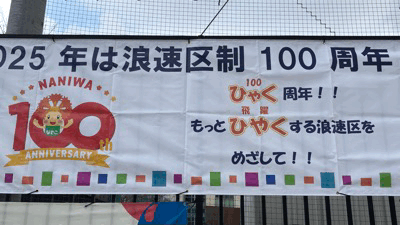 025 年は浪速区制 100 周年
NANIWA
100th
ANNIVERSARY
100
ひゃく周年!!
飛躍
もっとひやくする浪速区を
めざして!!